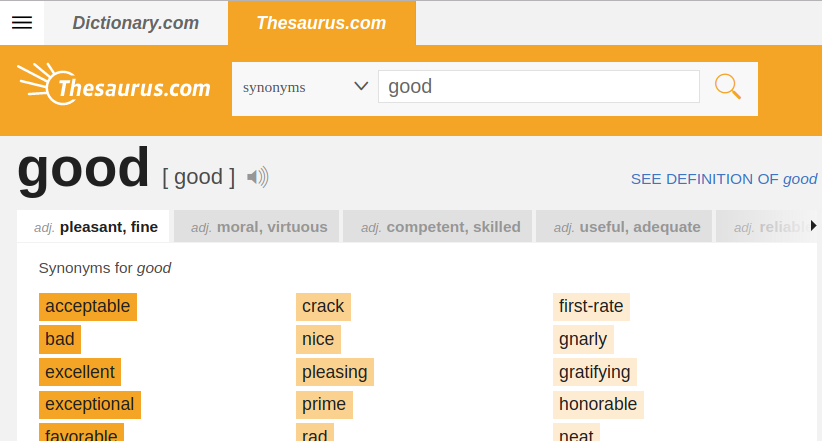 Dictionary.com Thesaurus.com
Thesaurus.com synonyms good
good [ good ] SEE DEFINITION OF good
adj. pleasant, fine adj. moral, virtuous adj. competent, skilled adj. useful, adequate adj. reliable
Synonyms for good
acceptable crack first-rate
bad nice gnarly
excellent pleasing gratifying
exceptional prime honorable
favorable rad neat